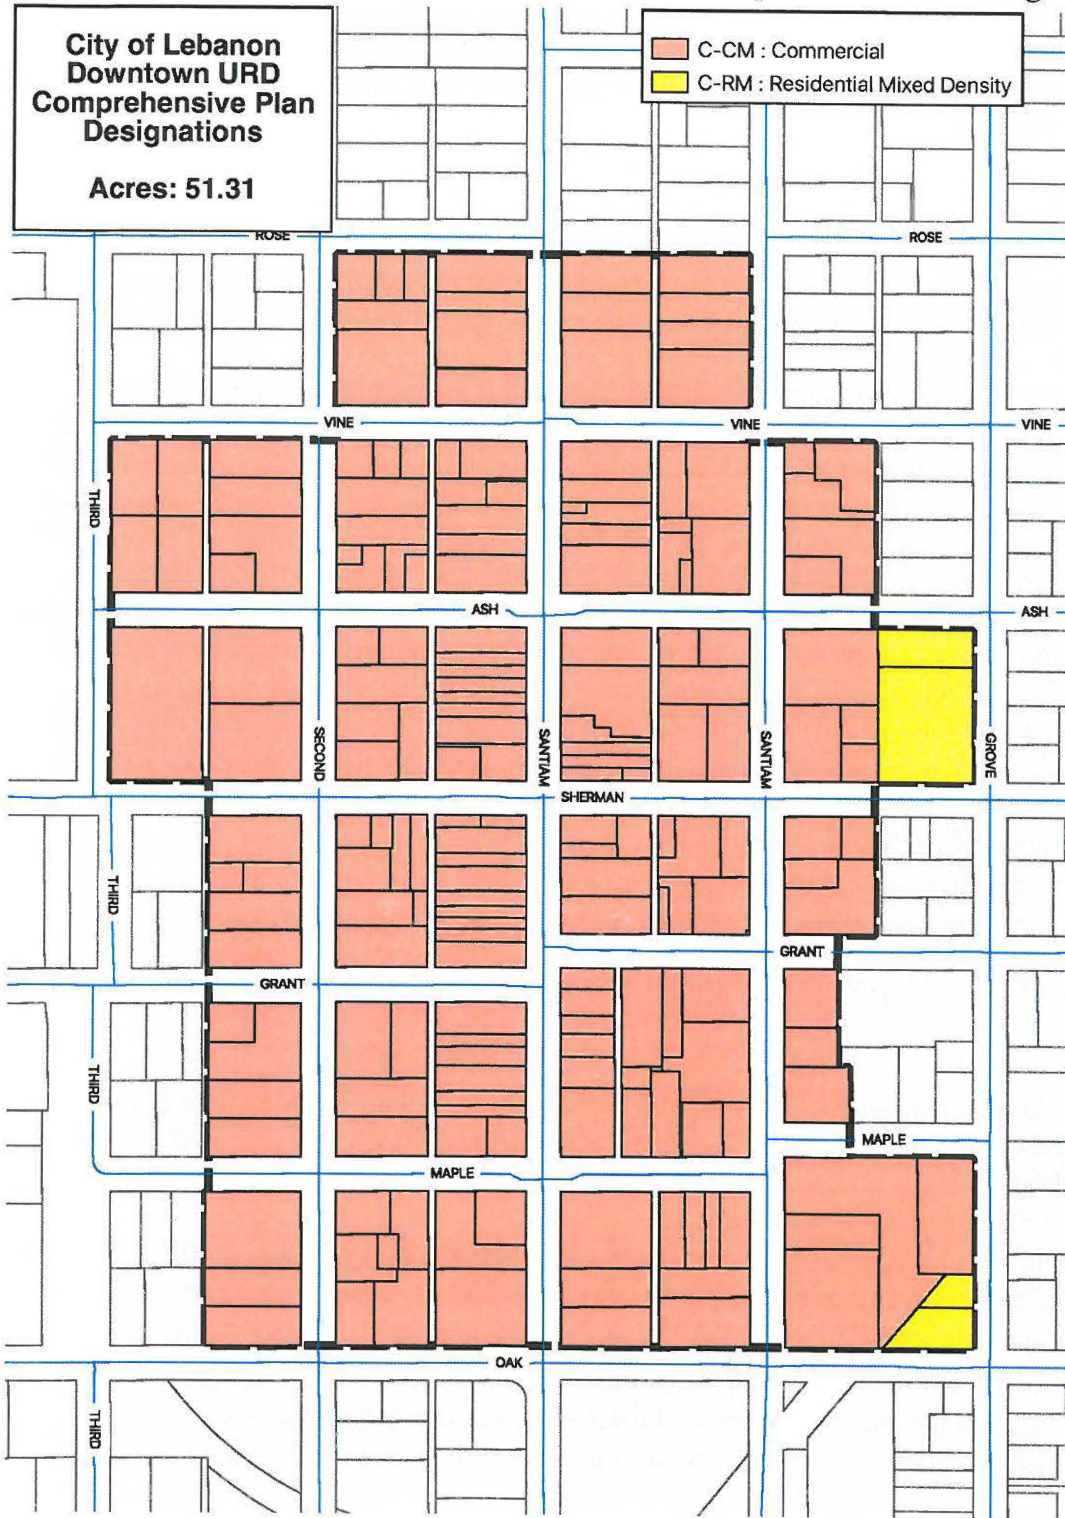 City of Lebanon
Downtown URD
Comprehensive Plan
Designations
Acres: 51.31
C-CM : Commercial
C-RM : Residential Mixed Density
ROSE
ROSE
VINE
VINE
VINE
THIRD
ASH
ASH
SECOND
SANTIAM
SANTIAM
GROVE
SHERMAN
THIRD
GRANT
GRANT
THIRD
MAPLE
MAPLE
OAK
THIRD